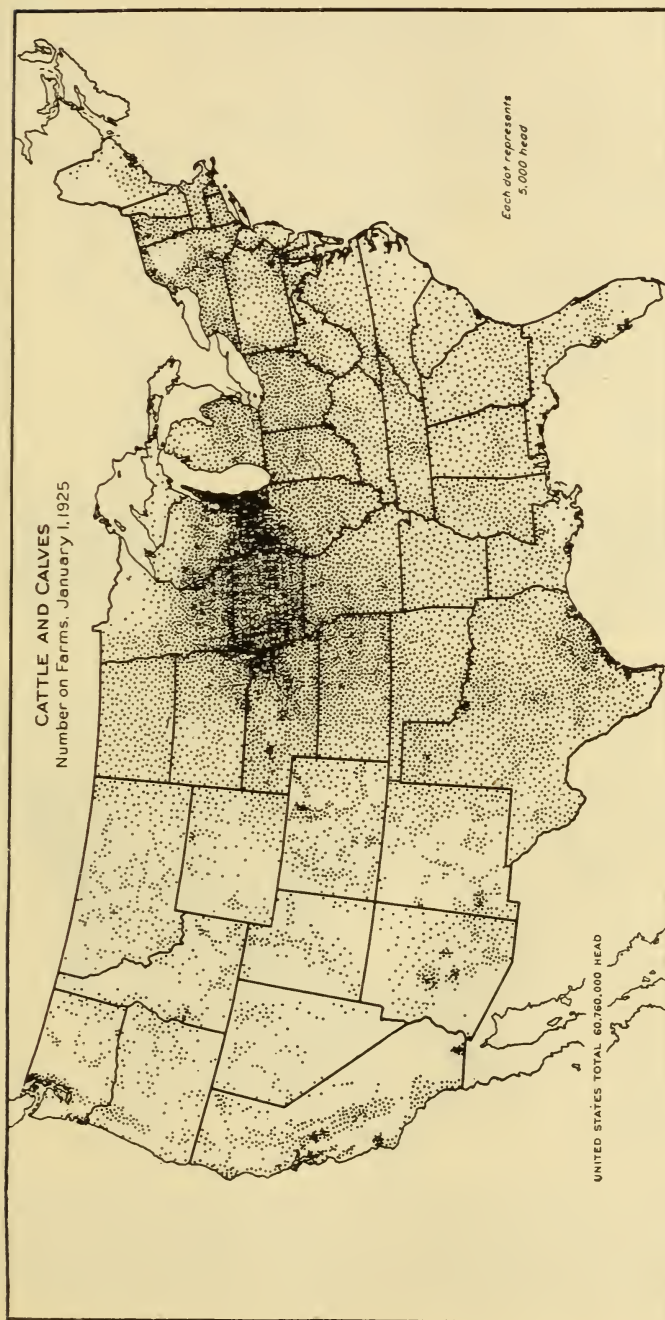 CATTLE AND CALVES
Number on Farms, January 1, 1925
Each dot represents
5,000 head
UNITED STATES TOTAL 60,760,000 HEAD